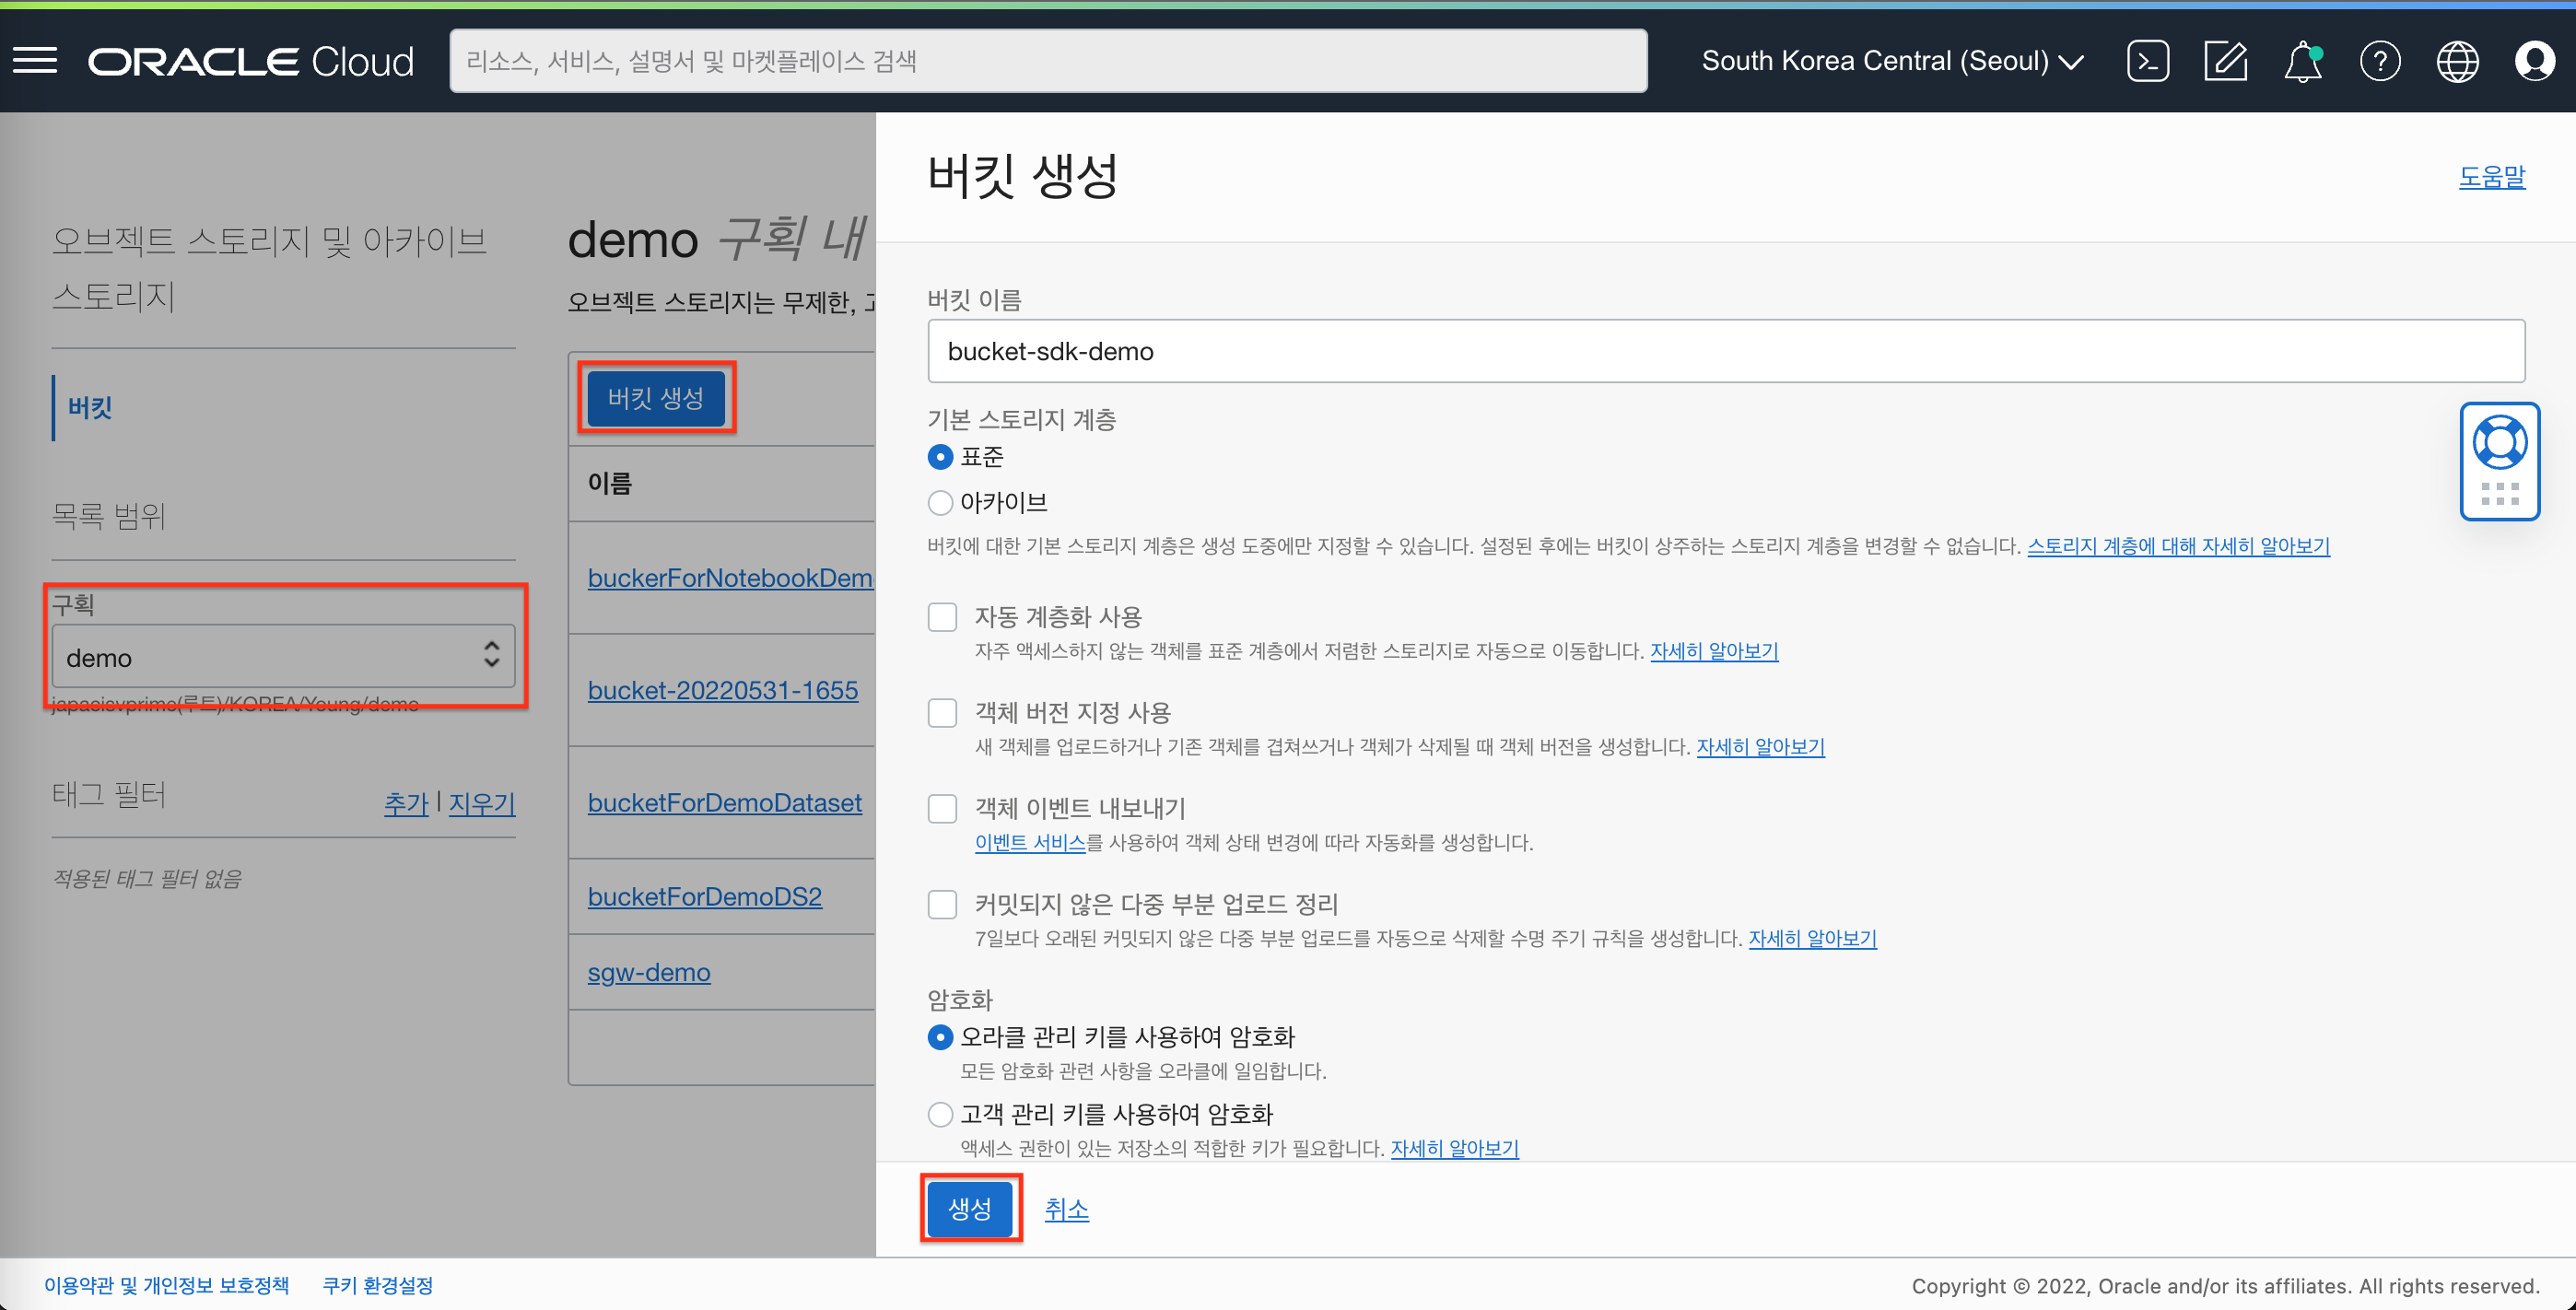 ORACLE Cloud
리소스, 서비스, 설명서 및 마켓플레이스 검색
South Korea Central (Seoul)
오브젝트 스토리지 및 아카이브
스토리지
버킷
목록 범위
구획
demo
japacisvprime(루트)/KOREA/Young/demo
태그 필터
추가 | 지우기
적용된 태그 필터 없음
demo 구획 내
오브젝트 스토리지는 무제한,
버킷 생성
이름
buckerForNotebookDem
bucket-20220531-1655
bucketForDemoDataset
bucketForDemoDS2
sgw-demo
버킷 생성
도움말
버킷 이름
bucket-sdk-demo
기본 스토리지 계층
표준
아카이브
버킷에 대한 기본 스토리지 계층은 생성 도중에만 지정할 수 있습니다. 설정된 후에는 버킷이 상주하는 스토리지 계층을 변경할 수 없습니다. 스토리지 계층에 대해 자세히 알아보기
자동 계층화 사용
자주 액세스하지 않는 객체를 표준 계층에서 저렴한 스토리지로 자동으로 이동합니다. 자세히 알아보기
객체 버전 지정 사용
새 객체를 업로드하거나 기존 객체를 겹쳐쓰거나 객체가 삭제될 때 객체 버전을 생성합니다. 자세히 알아보기
객체 이벤트 내보내기
이벤트 서비스를 사용하여 객체 상태 변경에 따라 자동화를 생성합니다.
커밋되지 않은 다중 부분 업로드 정리
7일보다 오래된 커밋되지 않은 다중 부분 업로드를 자동으로 삭제할 수명 주기 규칙을 생성합니다. 자세히 알아보기
암호화
오라클 관리 키를 사용하여 암호화
모든 암호화 관련 사항을 오라클에 일임합니다.
고객 관리 키를 사용하여 암호화
액세스 권한이 있는 저장소의 적합한 키가 필요합니다. 자세히 알아보기
생성
취소
이용약관 및 개인정보 보호정책
쿠키 환경설정
Copyright © 2022, Oracle and/or its affiliates. All rights reserved.